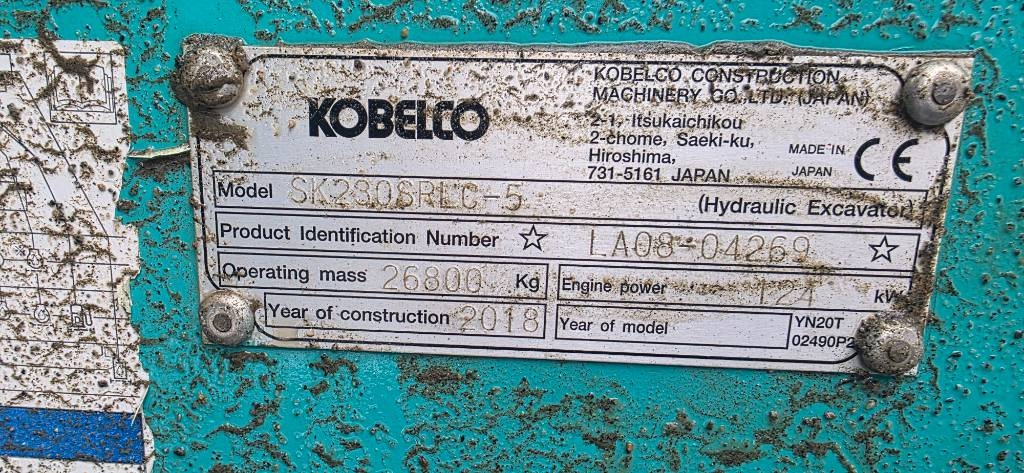 KOBELCO
KOBELCO CONSTRUCTION
MACHINERY CO.,LTD. (JAPAN)
2-1, Itsukaichikou
2-chome, Saeki-ku,
Hiroshima,
731-5161 JAPAN
MADE IN
JAPAN
CE
Model SK230SRLC-5 (Hydraulic Excavator)
Product Identification Number ☆ LA08-04269 ☆
Operating mass 26800 Kg
Engine power 124 kW
Year of construction 2018
Year of model
YN20T
02490P2